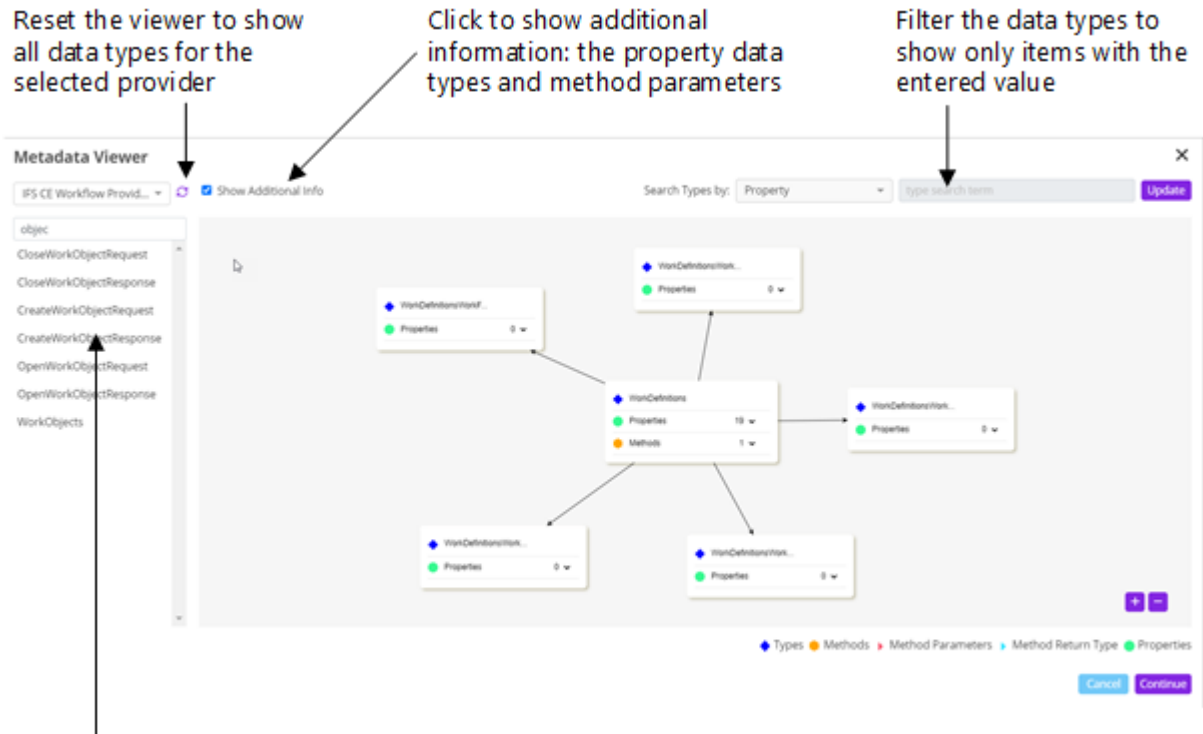 Reset the viewer to show
all data types for the
selected provider
Click to show additional
information: the property data
types and method parameters
Filter the data types to
show only items with the
entered value
Metadata Viewer
IFS CE Workflow Provid...
Show Additional Info
Search Types by:
Property
type search term
Update
objec
CloseWorkObjectRequest
CloseWorkObjectResponse
CreateWorkObjectRequest
CreateWorkObjectResponse
OpenWorkObjectRequest
OpenWorkObjectResponse
WorkObjects
WorkDefinitionsWork...
Properties 0
WorkDefinitionsWorkF...
Properties 0
WorkDefinitions
Properties 19
Methods 1
WorkDefinitionsWork...
Properties 0
WorkDefinitionsWork...
Properties 0
WorkDefinitionsWork...
Properties 0
Types Methods Method Parameters Method Return Type Properties
Cancel Continue